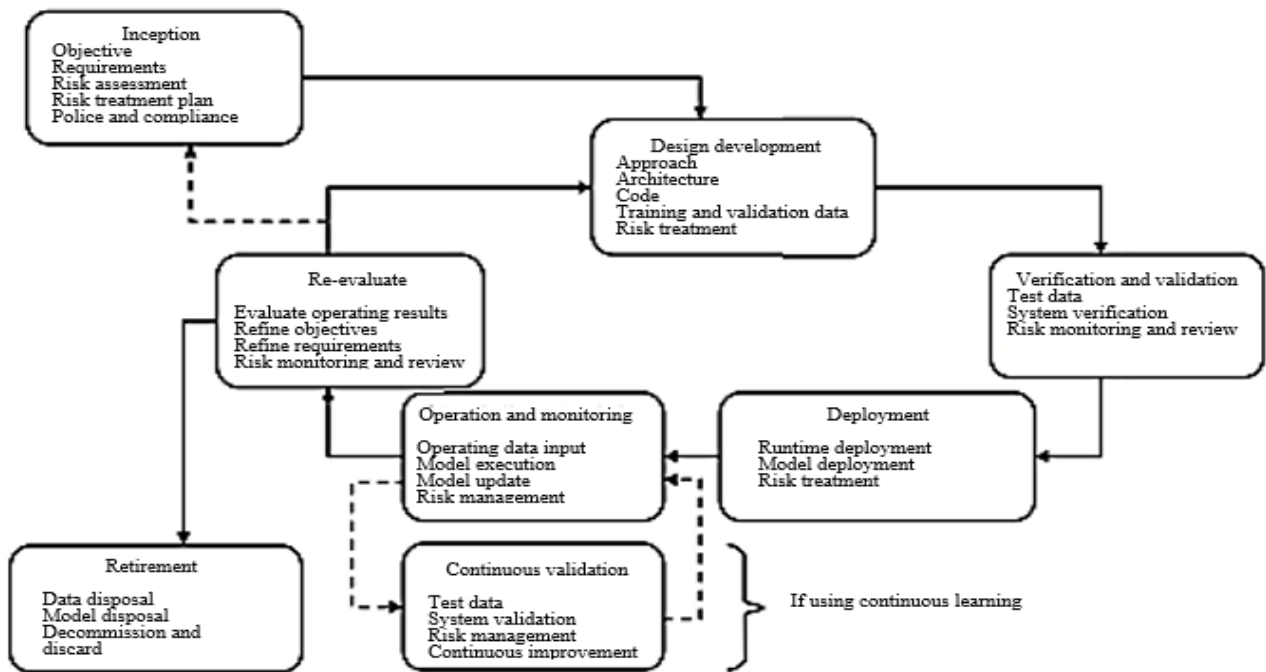 Inception
Objective
Requirements
Risk assessment
Risk treatment plan
Police and compliance
Design development
Approach
Architecture
Code
Training and validation data
Risk treatment
Re-evaluate
Evaluate operating results
Refine objectives
Refine requirements
Risk monitoring and review
Verification and validation
Test data
System verification
Risk monitoring and review
Operation and monitoring
Operating data input
Model execution
Model update
Risk management
Deployment
Runtime deployment
Model deployment
Risk treatment
Retirement
Data disposal
Model disposal
Decommission and
discard
Continuous validation
Test data
System validation
Risk management
Continuous improvement
If using continuous learning